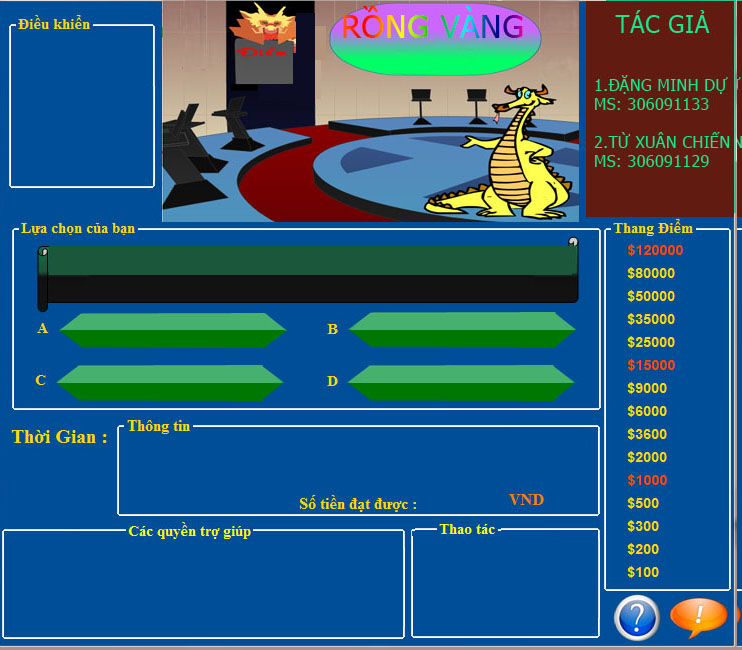 Điều khiển
RỒNG VÀNG
TÁC GIẢ
1.ĐẶNG MINH DỰ
MS: 306091133
2.TỪ XUÂN CHIẾN
MS: 306091129
Lựa chọn của bạn
A
B
C
D
Thang Điểm
$120000
$80000
$50000
$35000
$25000
$15000
$9000
$6000
$3600
$2000
$1000
$500
$300
$200
$100
Thời Gian :
Thông tin
Số tiền đạt được :
VND
Các quyền trợ giúp
Thao tác
?
!